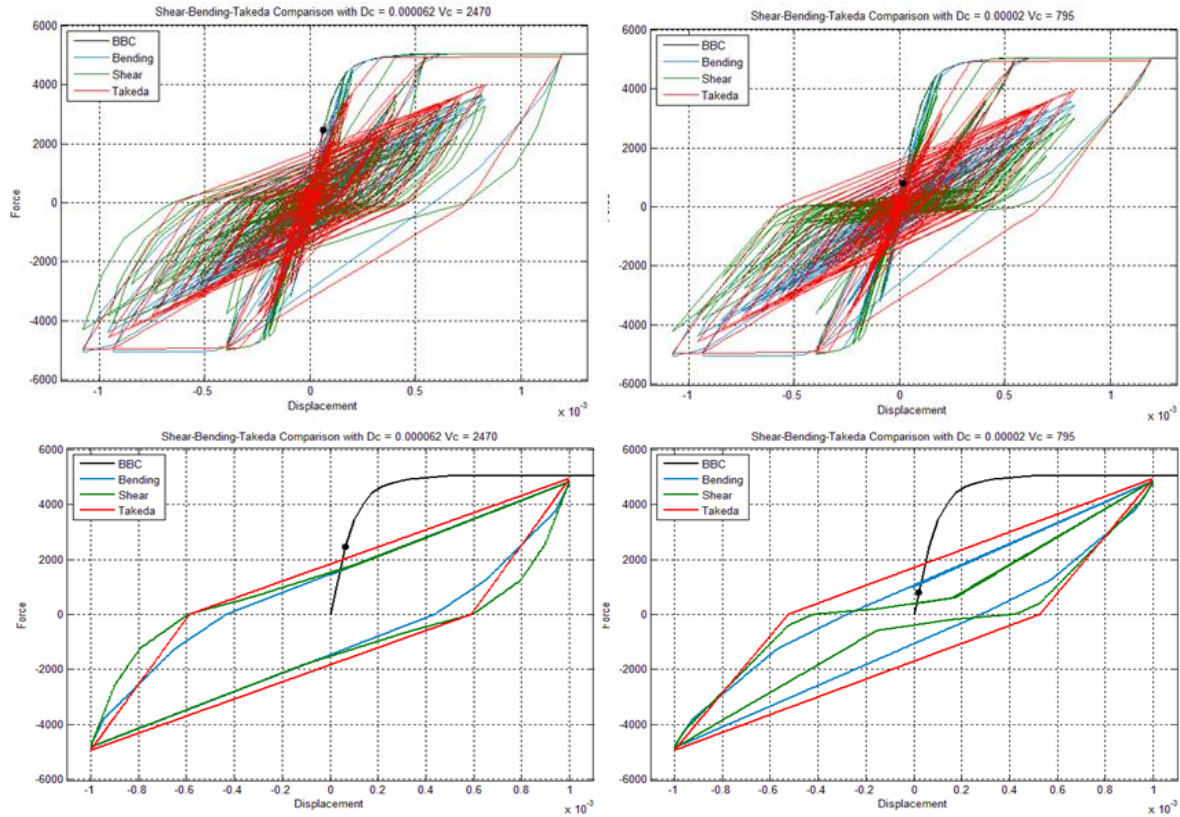 Shear-Bending-Takeda Comparison with Dc = 0.000062 Vc = 2470
BBC
Bending
Shear
Takeda
6000
4000
2000
0
-2000
-4000
-6000
Force
-1
-0.5
0
0.5
1
Displacement
x 10⁻³
Shear-Bending-Takeda Comparison with Dc = 0.00002 Vc = 795
BBC
Bending
Shear
Takeda
6000
4000
2000
0
-2000
-4000
-6000
-1
-0.5
0
0.5
1
Displacement
x 10⁻³
Shear-Bending-Takeda Comparison with Dc = 0.000062 Vc = 2470
BBC
Bending
Shear
Takeda
6000
4000
2000
0
-2000
-4000
-6000
Force
-1
-0.8
-0.6
-0.4
-0.2
0
0.2
0.4
0.6
0.8
1
Displacement
x 10⁻³
Shear-Bending-Takeda Comparison with Dc = 0.00002 Vc = 795
BBC
Bending
Shear
Takeda
6000
4000
2000
0
-2000
-4000
-6000
Force
-1
-0.8
-0.6
-0.4
-0.2
0
0.2
0.4
0.6
0.8
1
Displacement
x 10⁻³